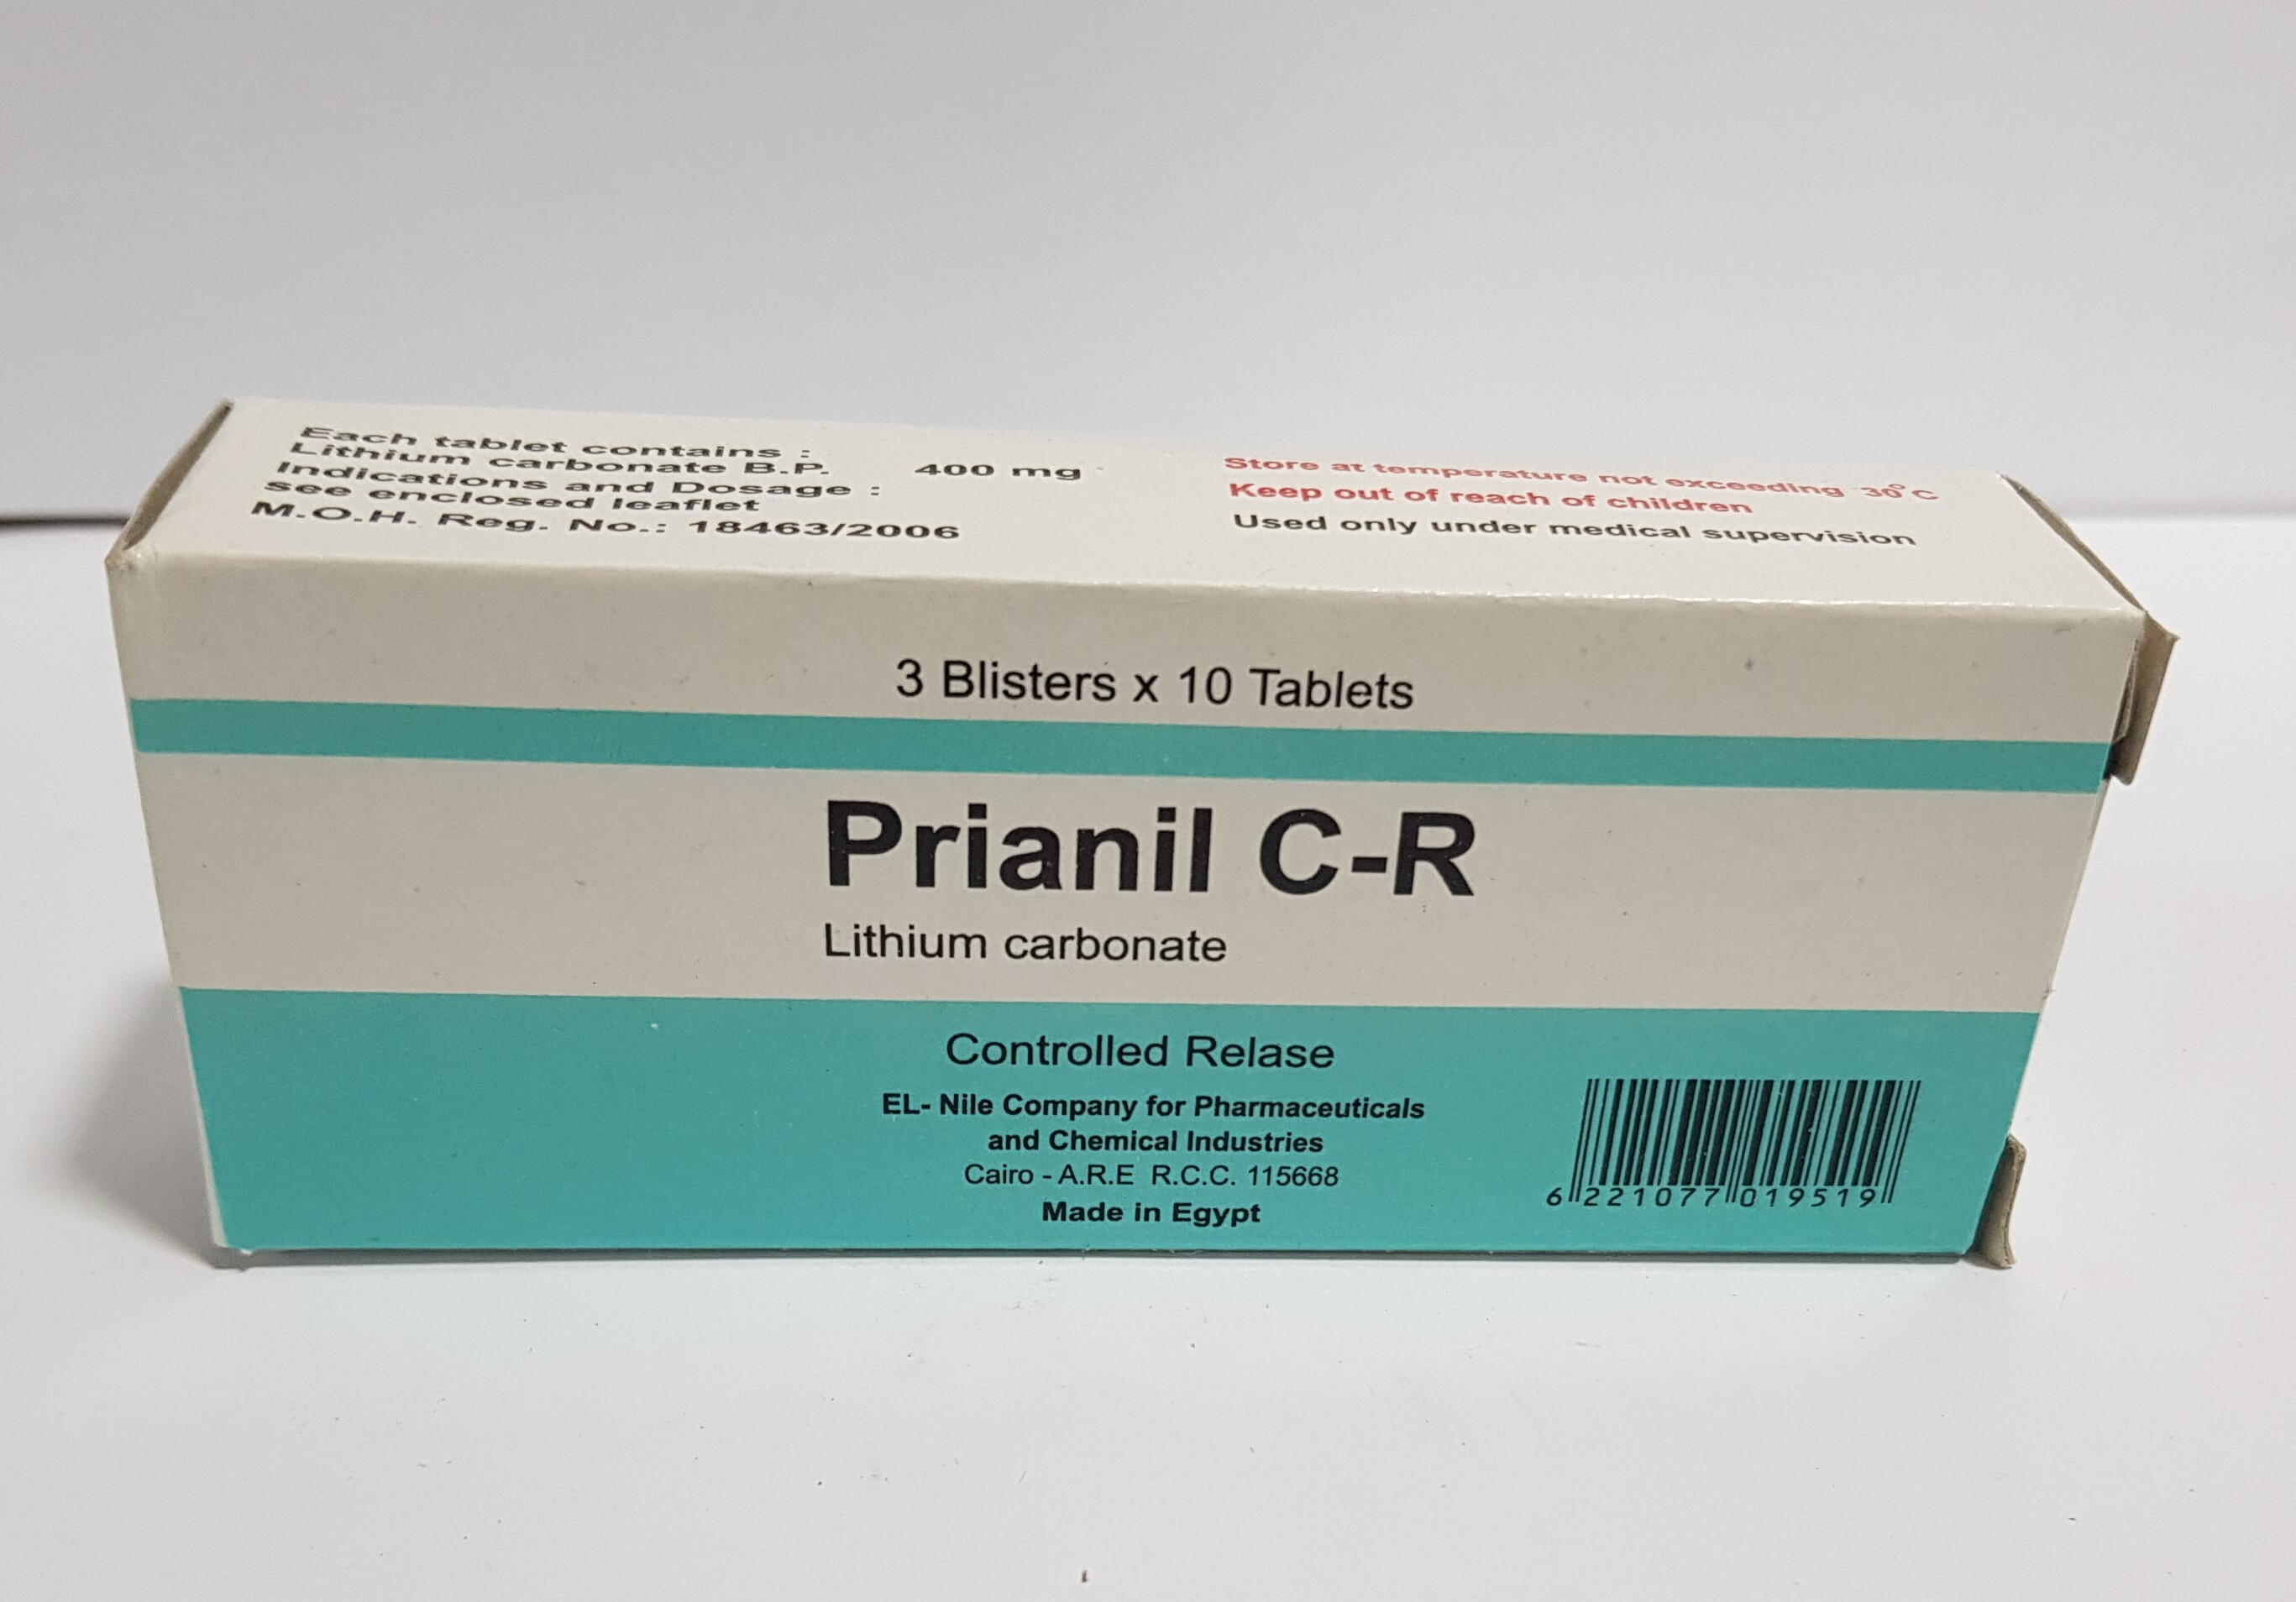 Each tablet contains :
Lithium carbonate B.P. 400 mg
Indications and Dosage :
see enclosed leaflet
M.O.H. Reg. No.: 18463/2006
Store at temperature not exceeding 30°C
Keep out of reach of children
Used only under medical supervision
3 Blisters x 10 Tablets
Prianil C-R
Lithium carbonate
Controlled Relase
EL- Nile Company for Pharmaceuticals
and Chemical Industries
Cairo - A.R.E R.C.C. 115668
Made in Egypt
6 221077 019519